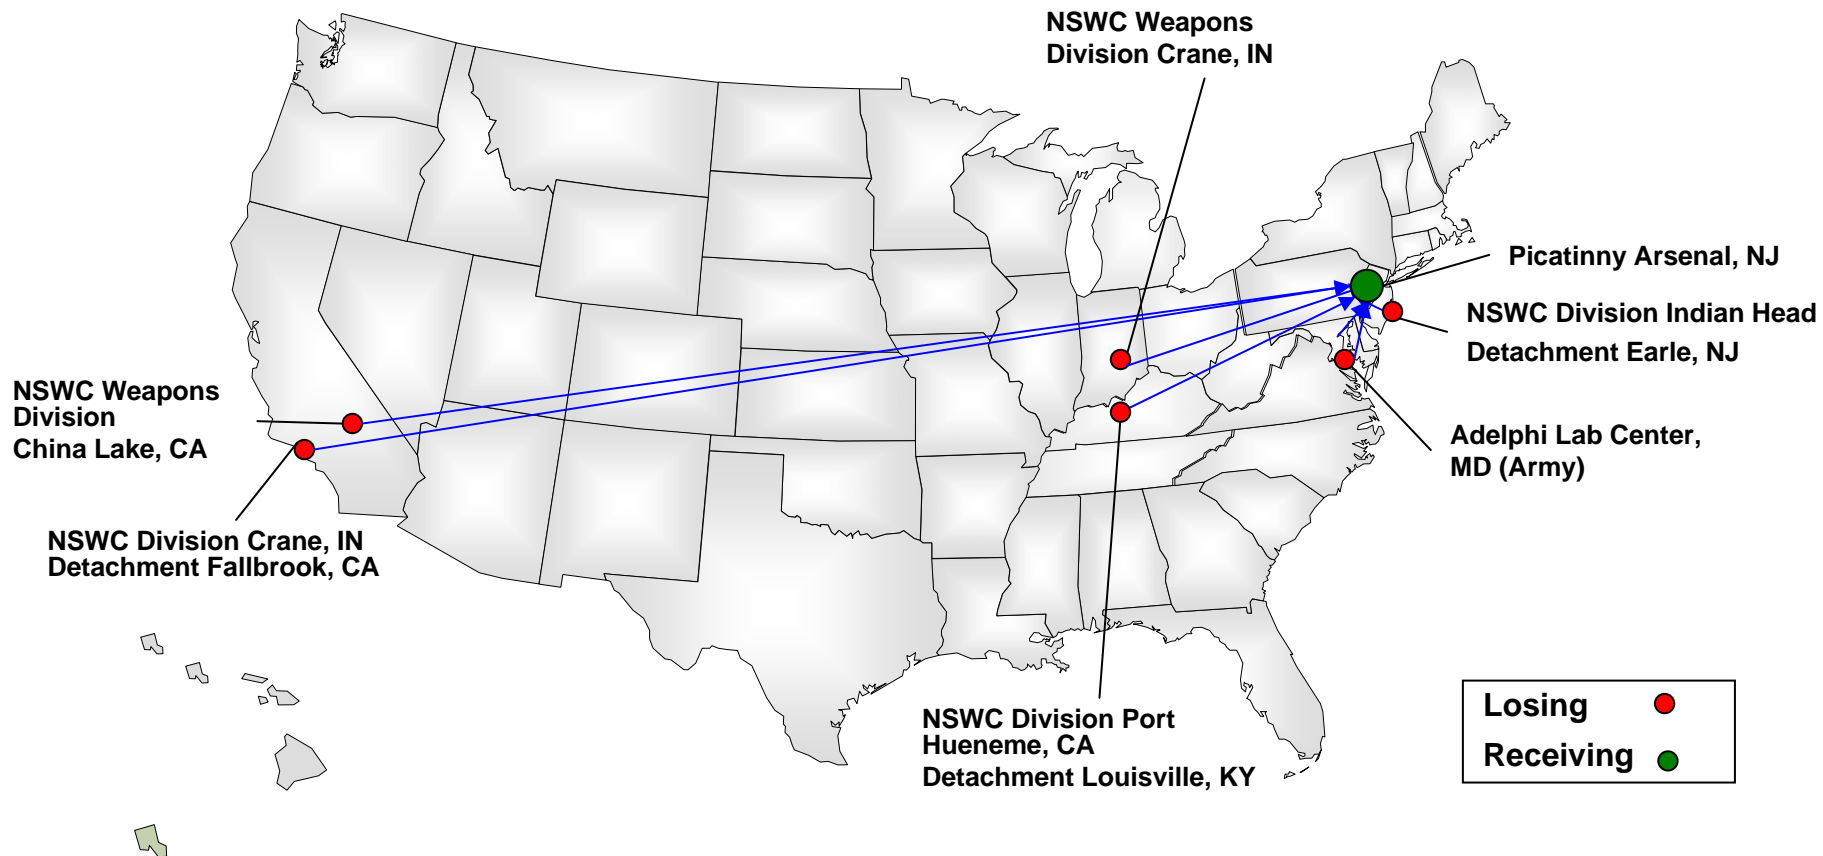 NSWC Weapons
Division Crane, IN
Picatinny Arsenal, NJ
NSWC Division Indian Head
Detachment Earle, NJ
NSWC Weapons
Division
China Lake, CA
Adelphi Lab Center,
MD (Army)
NSWC Division Crane, IN
Detachment Fallbrook, CA
NSWC Division Port
Hueneme, CA
Detachment Louisville, KY
Losing
Receiving